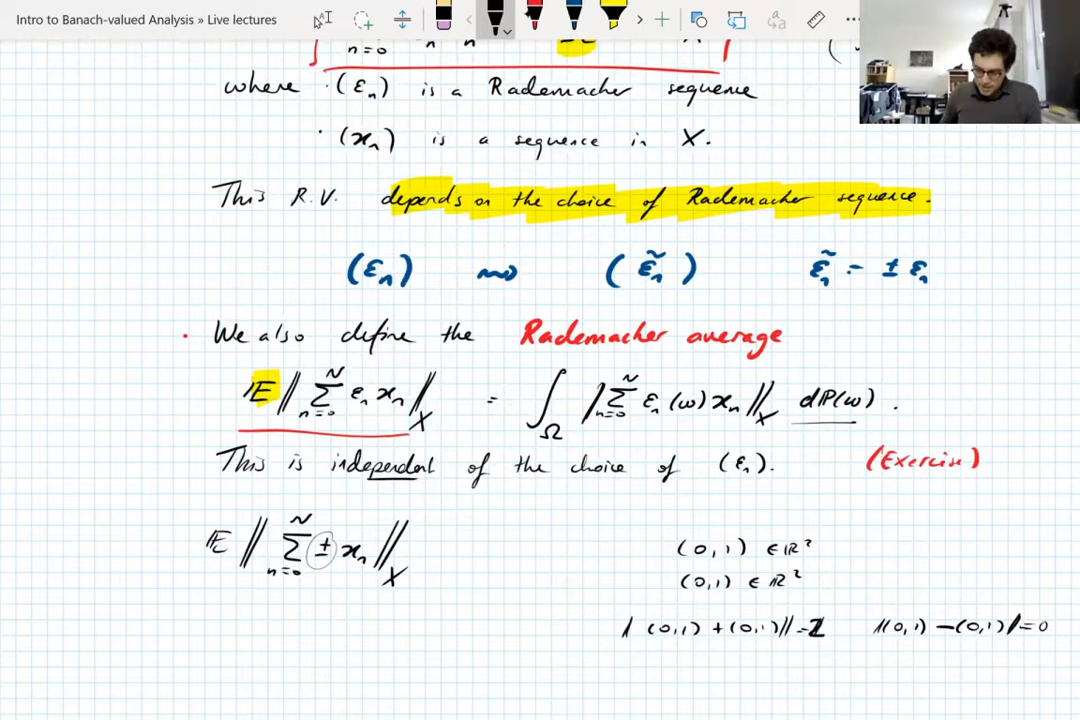 Intro to Banach-valued Analysis » Live lectures
n=0
where · (εₙ) is a Rademacher sequence
· (xₙ) is a sequence in X.
This R.V. depends on the choice of Rademacher sequence.
(εₙ) ⇝ (ε̃ₙ) ε̃ₙ = ± εₙ
· We also define the Rademacher average
𝔼 ‖ ∑_{n=0}^{N} εₙ xₙ ‖_X = ∫_Ω ‖ ∑_{n=0}^{N} εₙ(ω) xₙ ‖_X dℙ(ω).
This is independent of the choice of (εₙ). (Exercise)
𝔼 ‖ ∑_{n=0}^{N} ± xₙ ‖_X
(0,1) ∈ ℝ²
(0,1) ∈ ℝ²
‖(0,1) + (0,1)‖ = 2 ‖(0,1) − (0,1)‖ = 0